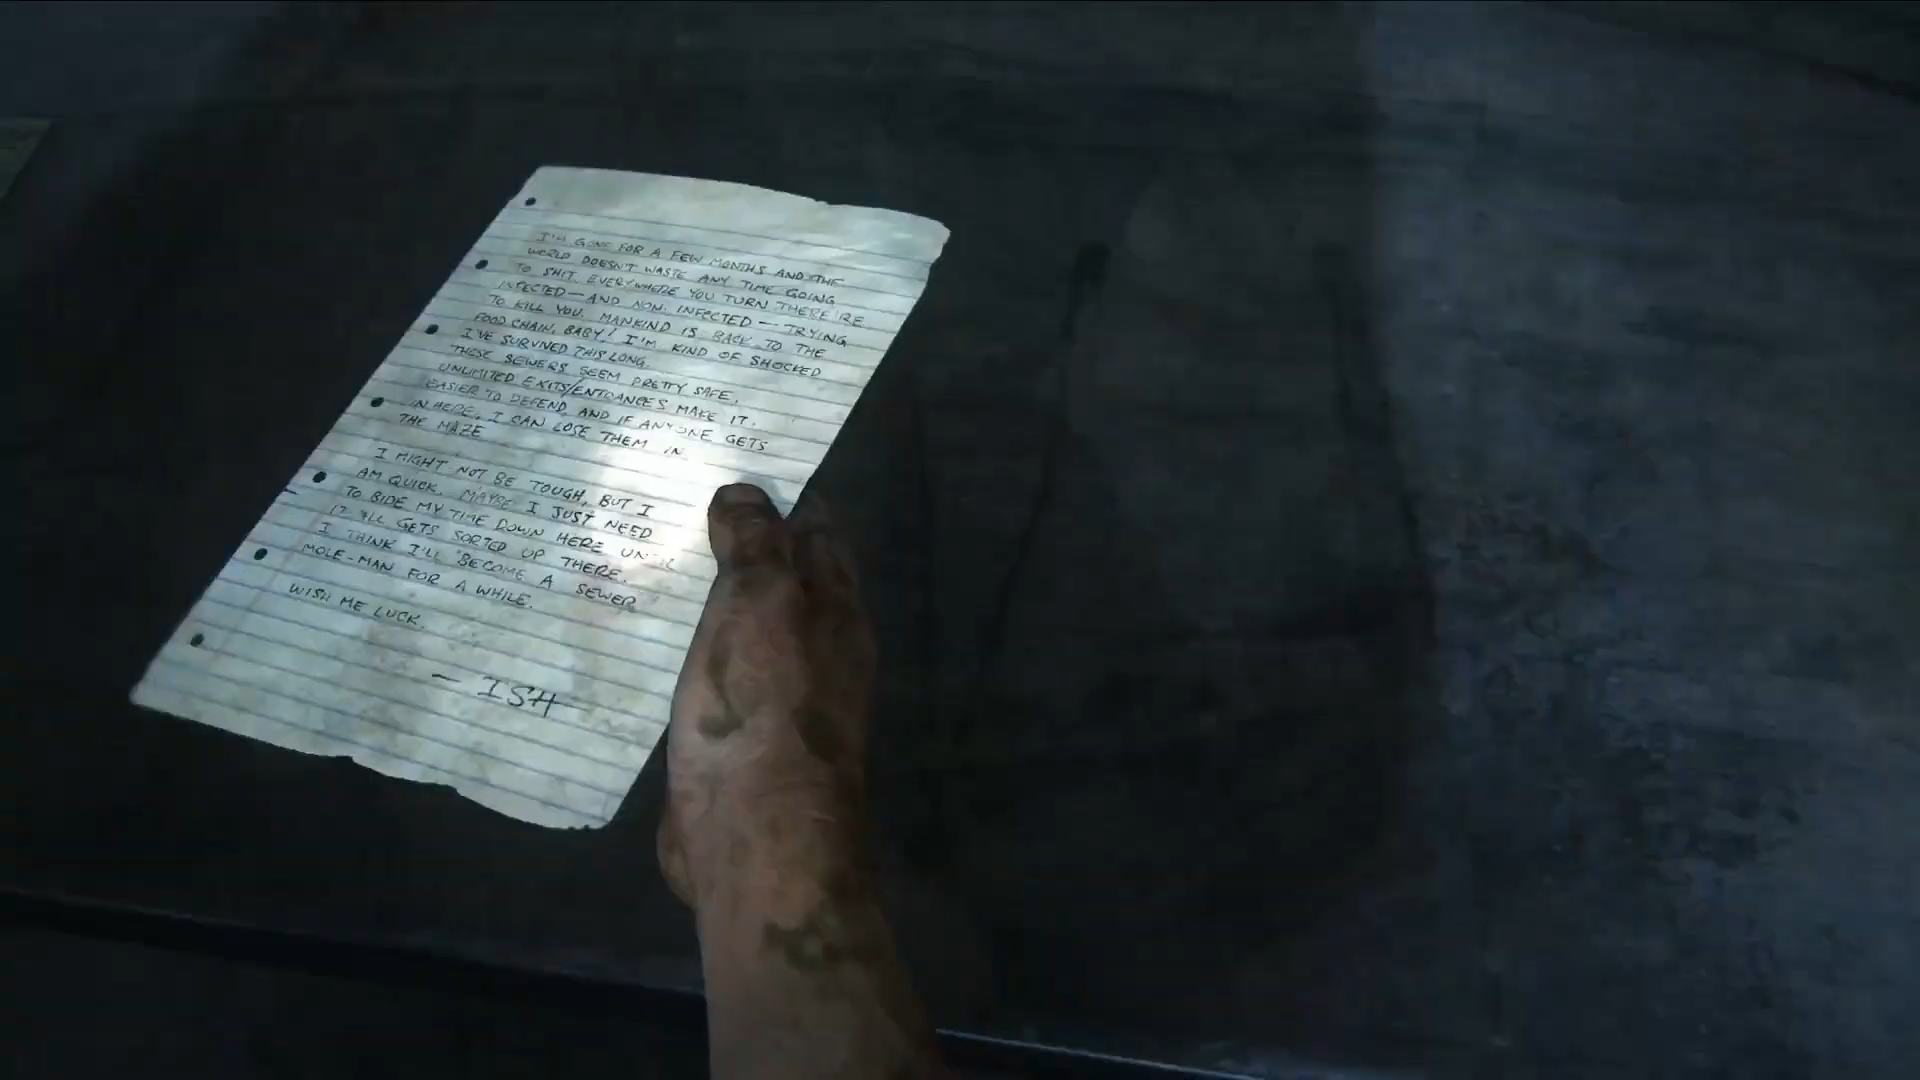 I'M GONE FOR A FEW MONTHS AND THE
WORLD DOESN'T WASTE ANY TIME GOING
TO SHIT. EVERYWHERE YOU TURN THERE'RE
INFECTED — AND NON. INFECTED — TRYING
TO KILL YOU. MANKIND IS BACK TO THE
FOOD CHAIN, BABY! I'M KIND OF SHOCKED
I'VE SURVIVED THIS LONG.
THESE SEWERS SEEM PRETTY SAFE.
UNLIMITED EXITS/ENTRANCES MAKE IT
EASIER TO DEFEND, AND IF ANYONE GETS
IN HERE, I CAN LOSE THEM IN
THE MAZE
I MIGHT NOT BE TOUGH, BUT I
AM QUICK. MAYBE I JUST NEED
TO BIDE MY TIME DOWN HERE UNTIL
IT ALL GETS SORTED UP THERE.
I THINK I'LL BECOME A SEWER
MOLE-MAN FOR A WHILE.
WISH ME LUCK.
— ISH